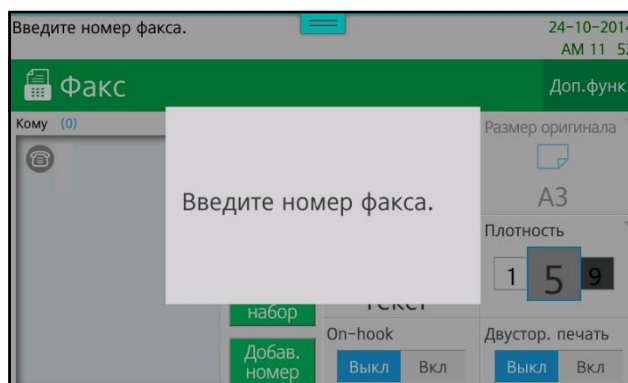 Введите номер факса.
24-10-2014
AM 11 52
Факс
Доп.функ
Кому (0)
Размер оригинала
A3
Введите номер факса.
Плотность
1 5 9
набор
On-hook
Двустор. печать
Добав.
номер
Выкл Вкл
Выкл Вкл